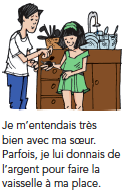 Je m'entendais très
bien avec ma sœur.
Parfois, je lui donnais de
l'argent pour faire la
vaisselle à ma place.